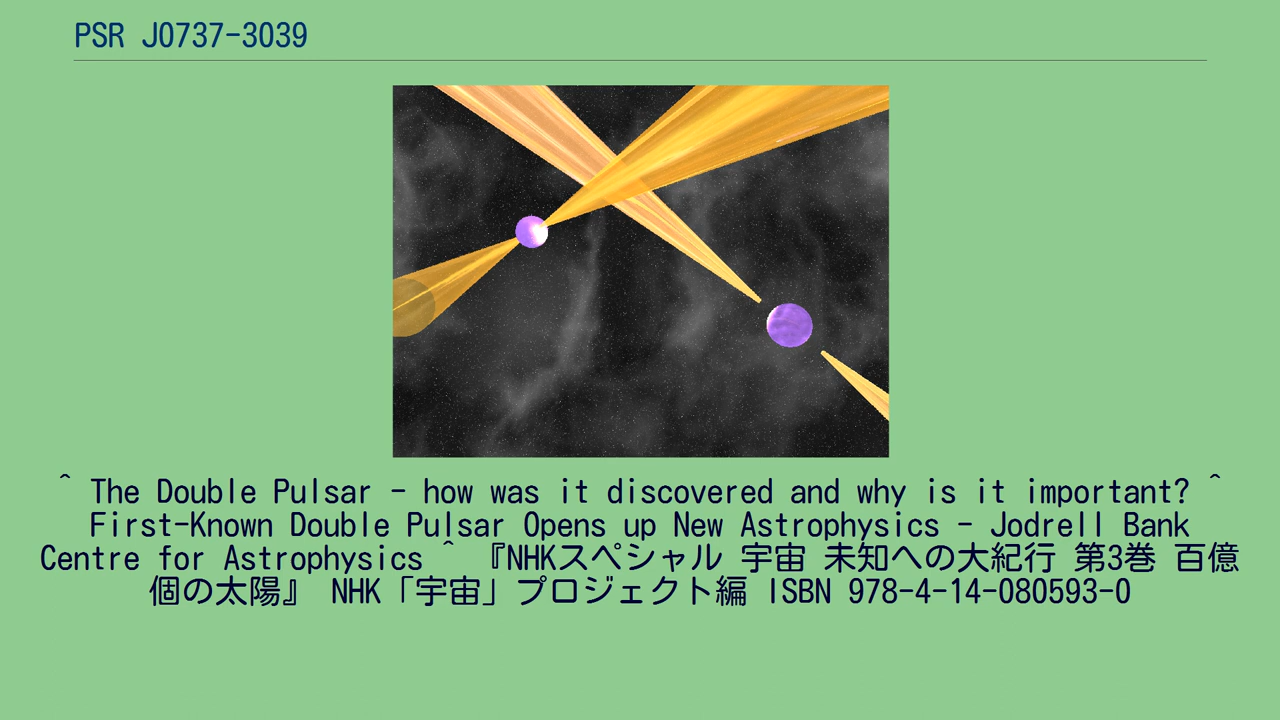 PSR J0737-3039
^ The Double Pulsar - how was it discovered and why is it important? ^
First-Known Double Pulsar Opens up New Astrophysics - Jodrell Bank
Centre for Astrophysics ^ 『NHKスペシャル 宇宙 未知への大紀行 第3巻 百億
個の太陽』 NHK「宇宙」プロジェクト編 ISBN 978-4-14-080593-0